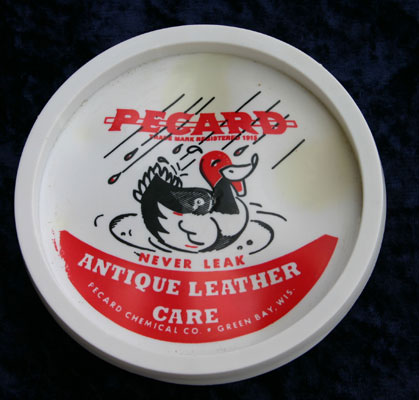 PECARD
TRADE MARK REGISTERED 1915
P
NEVER LEAK
ANTIQUE LEATHER
CARE
PECARD CHEMICAL CO. • GREEN BAY, WIS.